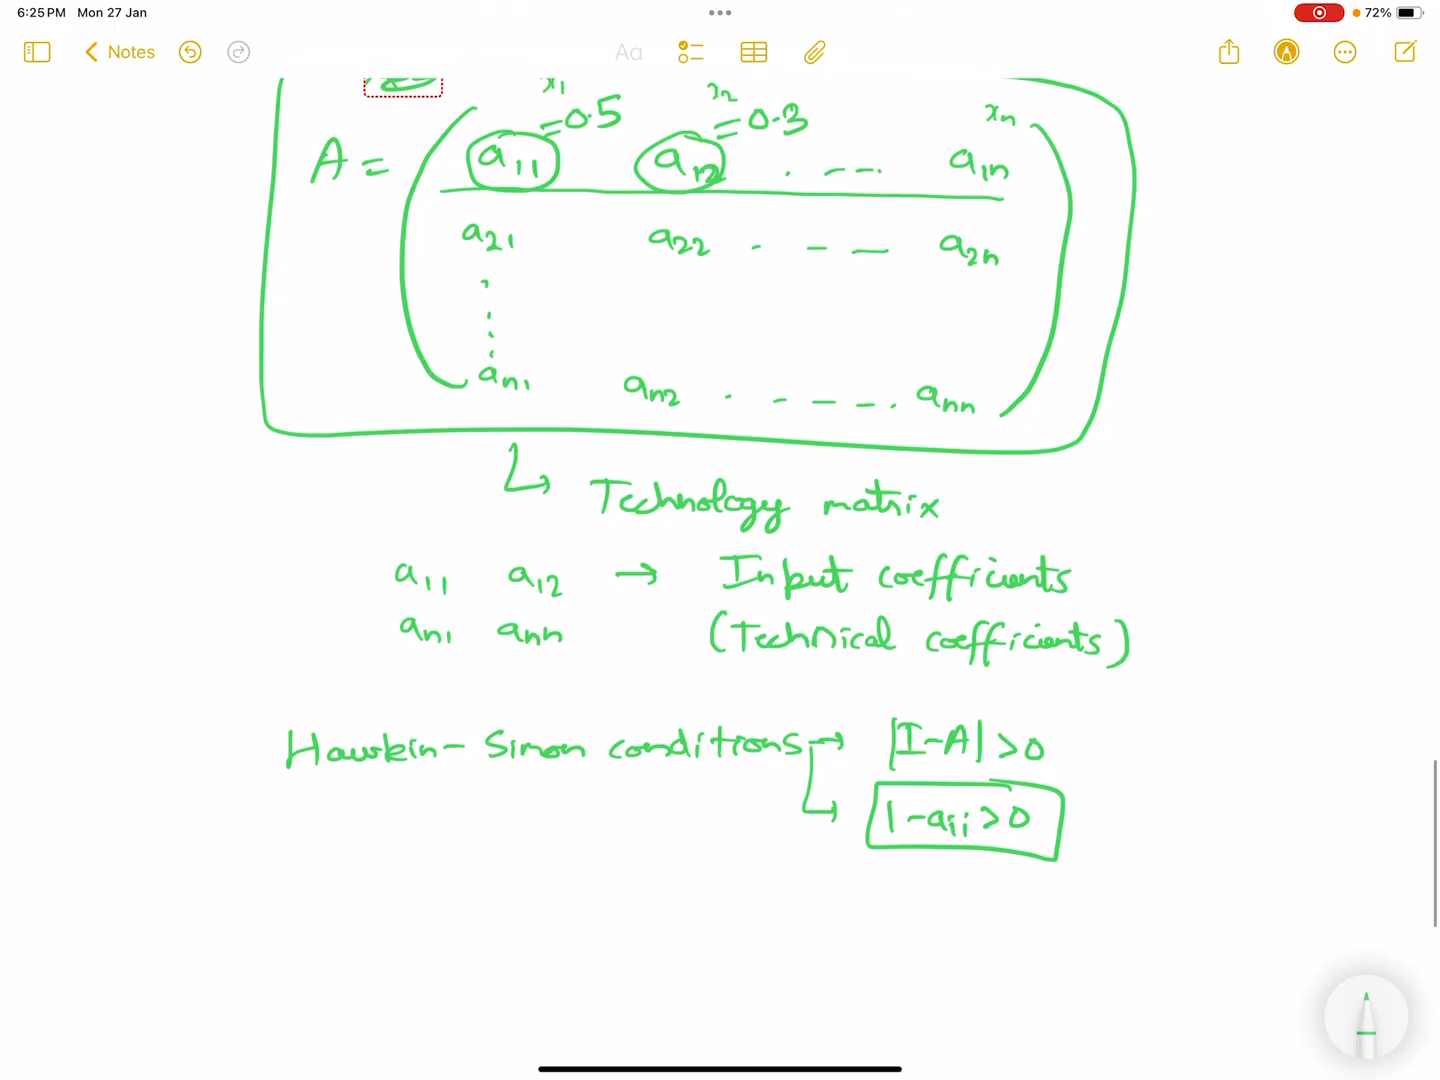 6:25 PM Mon 27 Jan 72%
Notes Aa
x1 x2 xn
=0.5 =0.3
A = a11 a12 . - - - . a1n
a21 a22 . - — a2n
an1 an2 . - — - . ann
Technology matrix
a11 a12 → Input coefficients
an1 ann (Technical coefficients)
Hawkin - Simon conditions → |I-A| > 0
1-aii > 0